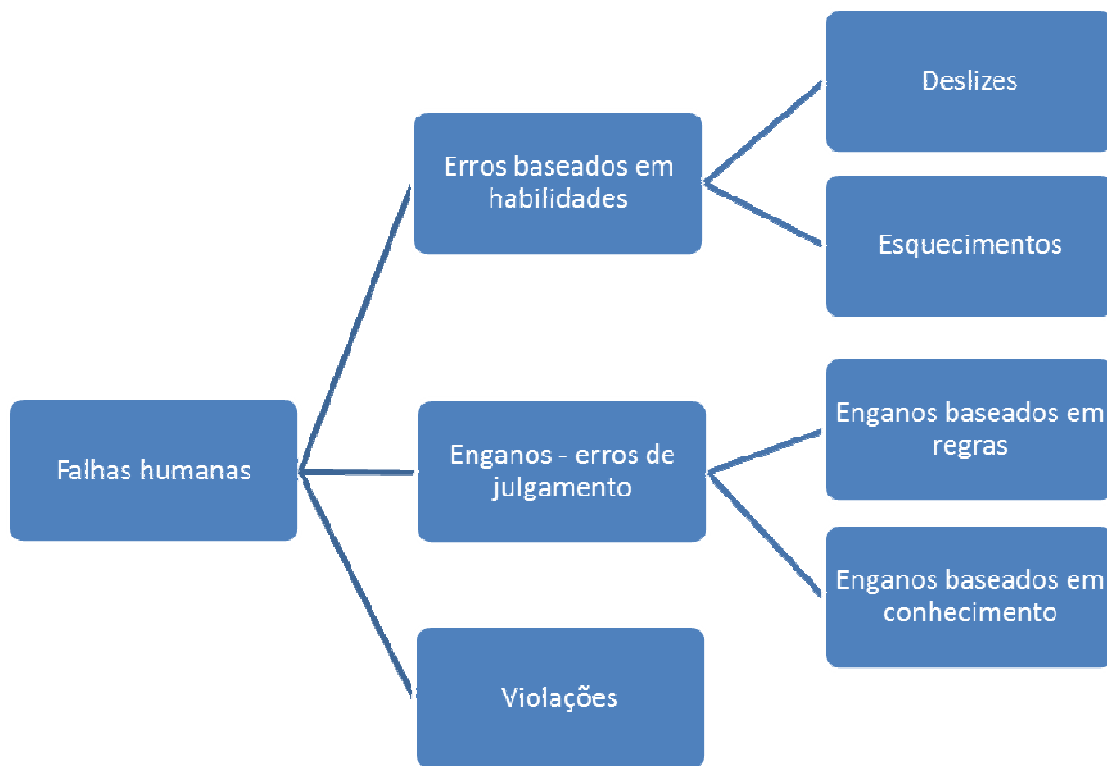 Falhas humanas
Erros baseados em
habilidades
Deslizes
Esquecimentos
Enganos - erros de
julgamento
Enganos baseados em
regras
Enganos baseados em
conhecimento
Violações